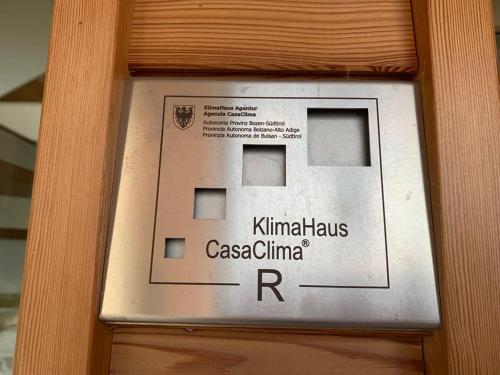 KlimaHaus Agentur
Agenzia CasaClima
Autonome Provinz Bozen-Südtirol
Provincia Autonoma Bolzano-Alto Adige
Provinzia Autonoma de Bulsan - Südtirol
KlimaHaus
CasaClima®
R